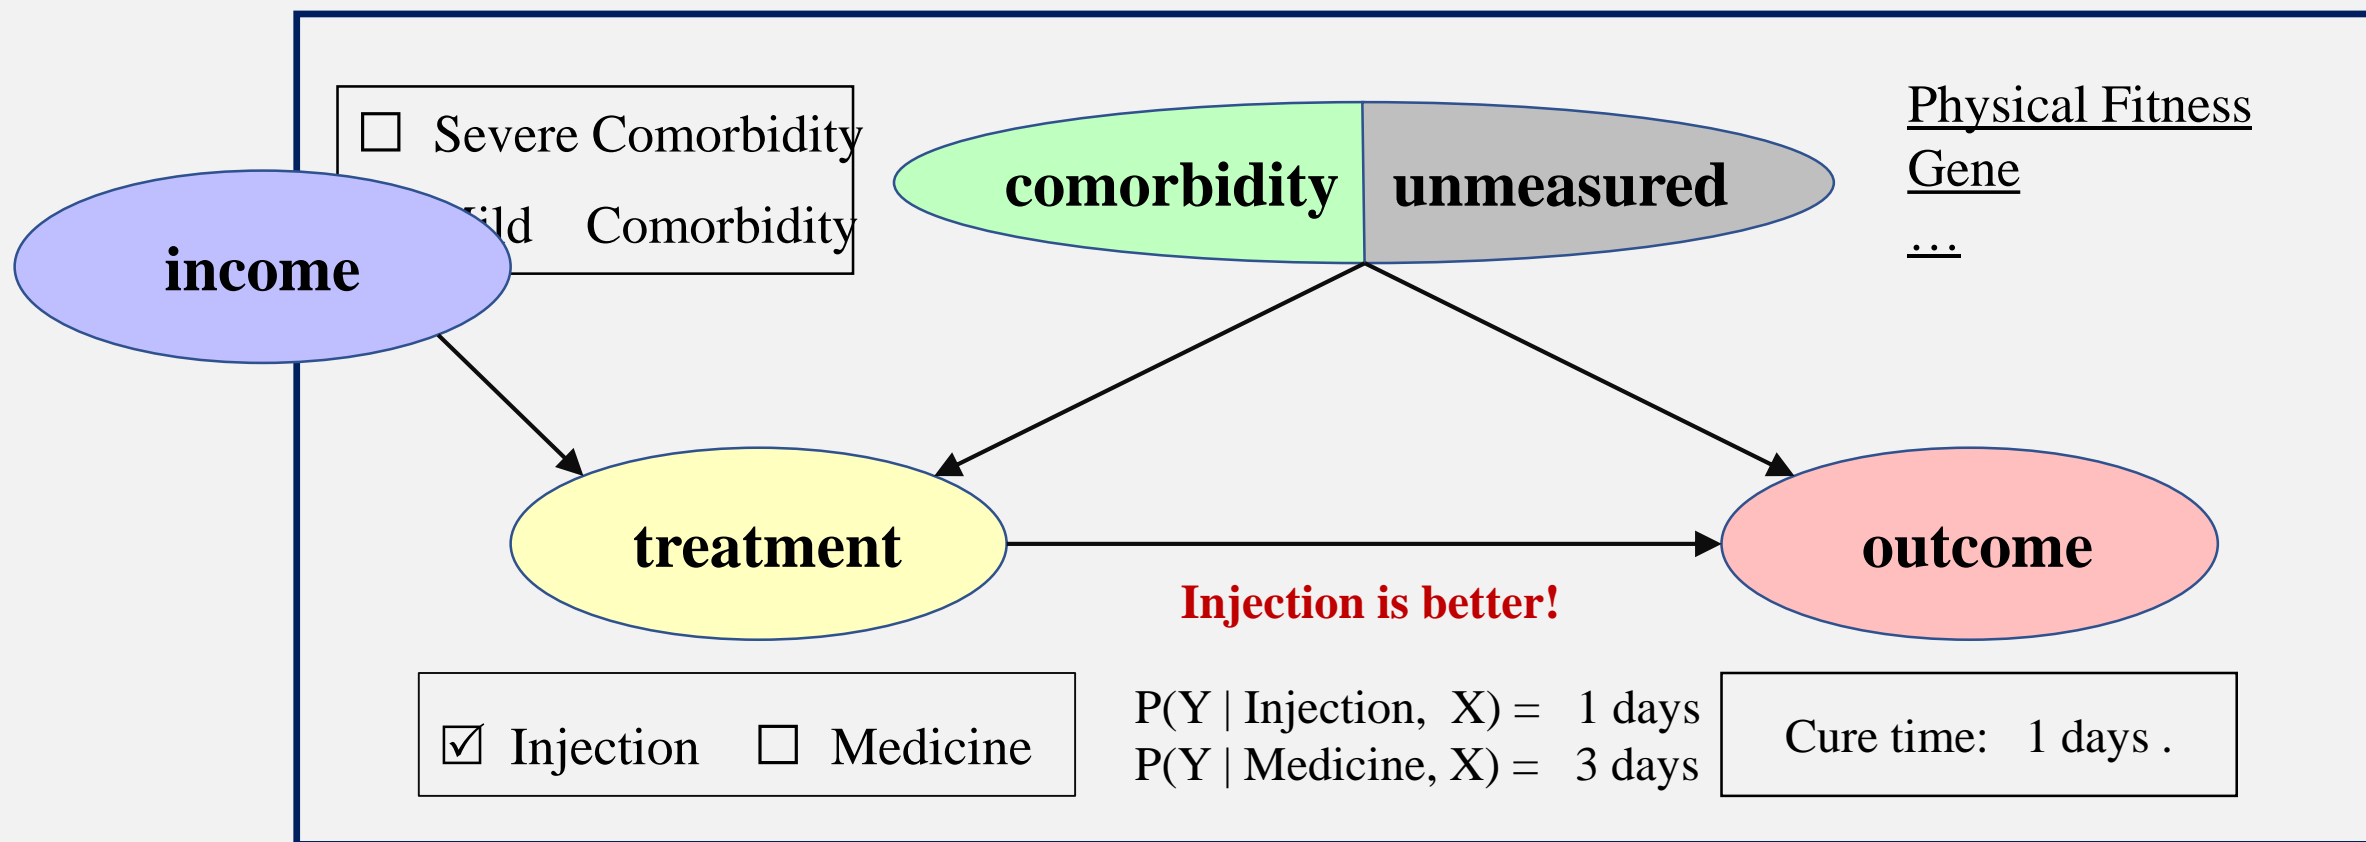 ☐ Severe Comorbidity
Comorbidity
comorbidity unmeasured
Physical Fitness
Gene
…
income
treatment
outcome
Injection is better!
☑ Injection ☐ Medicine
P(Y | Injection, X) = 1 days
P(Y | Medicine, X) = 3 days
Cure time: 1 days .